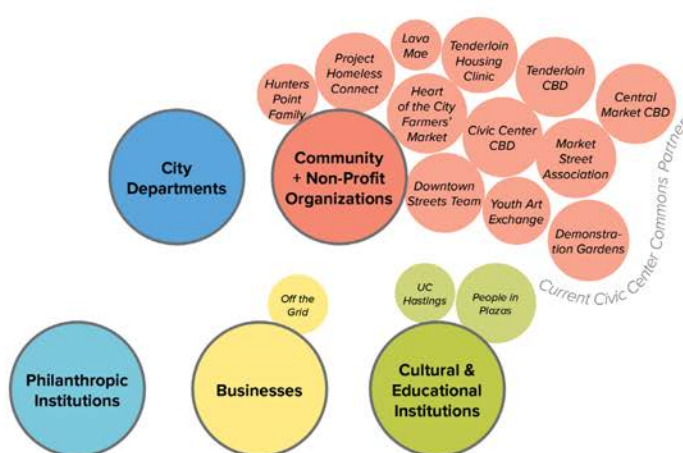 Hunters
Point
Family
Project
Homeless
Connect
Lava
Mae
Tenderloin
Housing
Clinic
Tenderloin
CBD
Central
Market CBD
Heart
of the City
Farmers'
Market
Civic Center
CBD
Market
Street
Association
City
Departments
Community
+ Non-Profit
Organizations
Downtown
Streets Team
Youth Art
Exchange
Demonstra-
tion Gardens
Current Civic Center Commons Partner
Off the
Grid
UC
Hastings
People in
Plazas
Philanthropic
Institutions
Businesses
Cultural &
Educational
Institutions